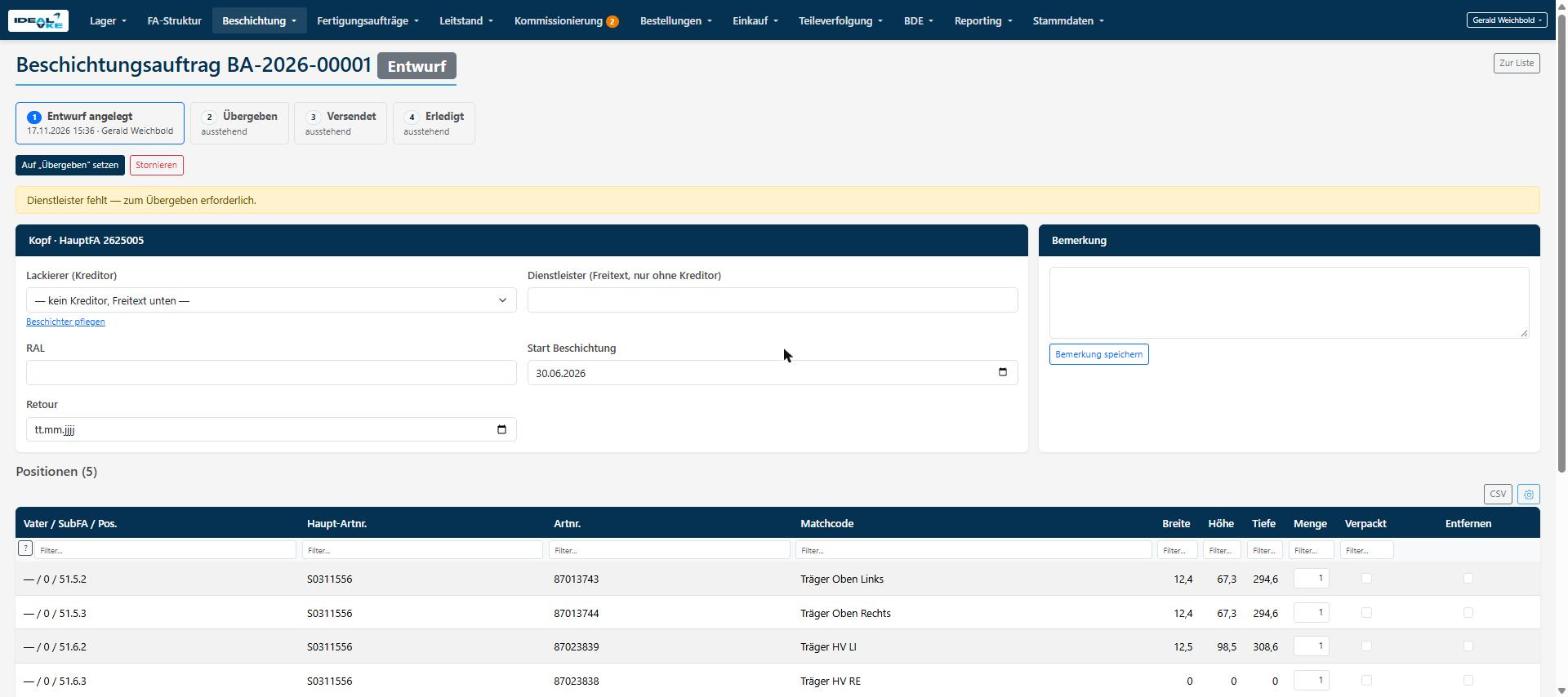 IDEAL AKE
Lager FA-Struktur Beschichtung Fertigungsaufträge Leitstand Kommissionierung 2 Bestellungen Einkauf Teileverfolgung BDE Reporting Stammdaten Gerald Weichbold
Beschichtungsauftrag BA-2026-00001 Entwurf Zur Liste
1 Entwurf angelegt 2 Übergeben 3 Versendet 4 Erledigt
17.11.2026 15:36 · Gerald Weichbold ausstehend ausstehend ausstehend
Auf „Übergeben" setzen Stornieren
Dienstleister fehlt — zum Übergeben erforderlich.
Kopf · HauptFA 2625005 Bemerkung
Lackierer (Kreditor) Dienstleister (Freitext, nur ohne Kreditor)
— kein Kreditor, Freitext unten —
Beschichter pflegen
RAL Start Beschichtung
Bemerkung speichern
30.06.2026
Retour
tt.mm.jjjj
Positionen (5)
CSV
Vater / SubFA / Pos. Haupt-Artnr. Artnr. Matchcode Breite Höhe Tiefe Menge Verpackt Entfernen
? Filter... Filter... Filter... Filter... Filter... Filter... Filter... Filter... Filter...
— / 0 / 51.5.2 S0311556 87013743 Träger Oben Links 12,4 67,3 294,6 1
— / 0 / 51.5.3 S0311556 87013744 Träger Oben Rechts 12,4 67,3 294,6 1
— / 0 / 51.6.2 S0311556 87023839 Träger HV LI 12,5 98,5 308,6 1
— / 0 / 51.6.3 S0311556 87023838 Träger HV RE 0 0 0 1